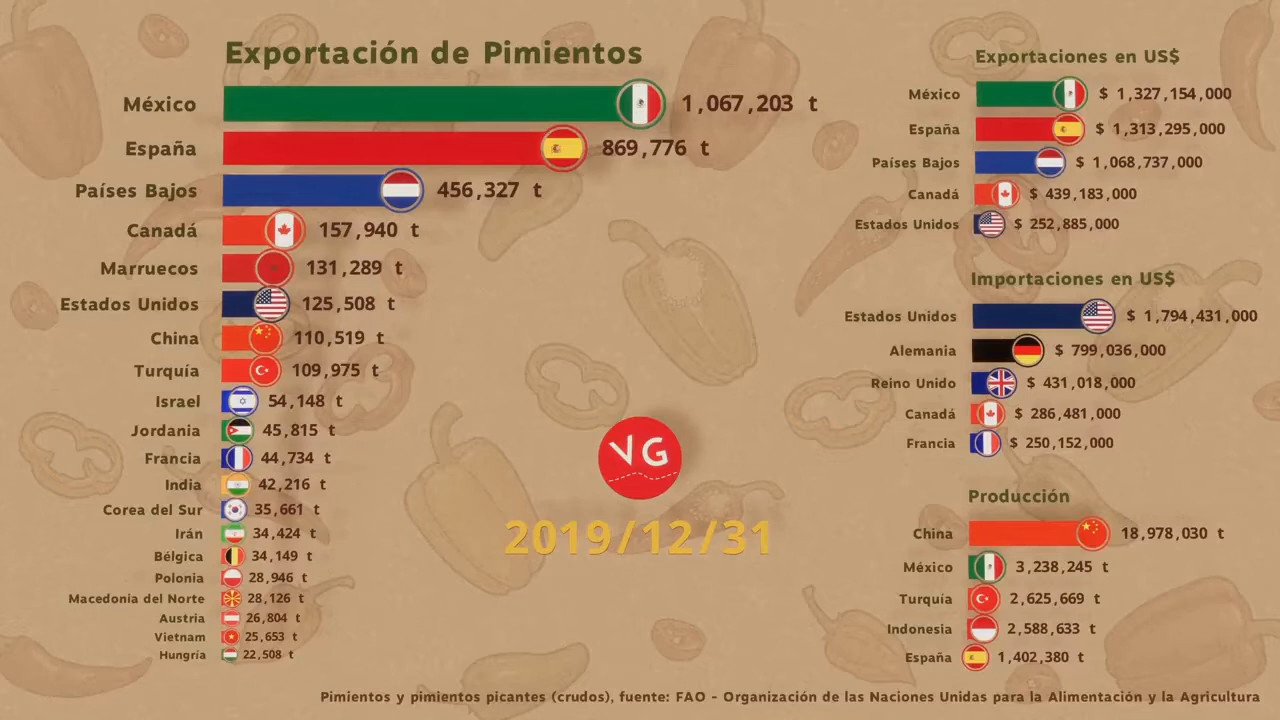 Exportación de Pimientos
México 1,067,203 t
España 869,776 t
Países Bajos 456,327 t
Canadá 157,940 t
Marruecos 131,289 t
Estados Unidos 125,508 t
China 110,519 t
Turquía 109,975 t
Israel 54,148 t
Jordania 45,815 t
Francia 44,734 t
India 42,216 t
Corea del Sur 35,661 t
Irán 34,424 t
Bélgica 34,149 t
Polonia 28,946 t
Macedonia del Norte 28,126 t
Austria 26,804 t
Vietnam 25,653 t
Hungría 22,508 t
VG
2019/12/31
Exportaciones en US$
México $ 1,327,154,000
España $ 1,313,295,000
Países Bajos $ 1,068,737,000
Canadá $ 439,183,000
Estados Unidos $ 252,885,000
Importaciones en US$
Estados Unidos $ 1,794,431,000
Alemania $ 799,036,000
Reino Unido $ 431,018,000
Canadá $ 286,481,000
Francia $ 250,152,000
Producción
China 18,978,030 t
México 3,238,245 t
Turquía 2,625,669 t
Indonesia 2,588,633 t
España 1,402,380 t
Pimientos y pimientos picantes (crudos), fuente: FAO - Organización de las Naciones Unidas para la Alimentación y la Agricultura